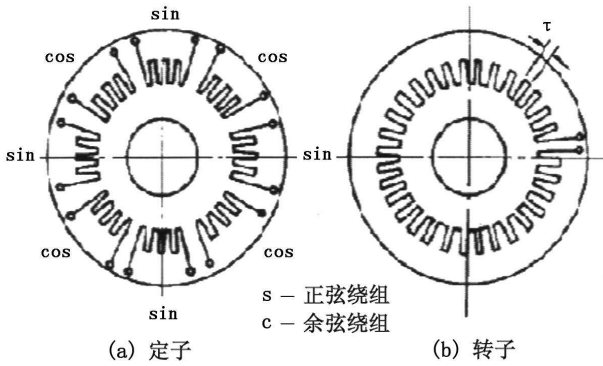 sin
cos
cos
τ
sin
sin
cos
cos
sin
s – 正弦绕组
c – 余弦绕组
(a) 定子
(b) 转子